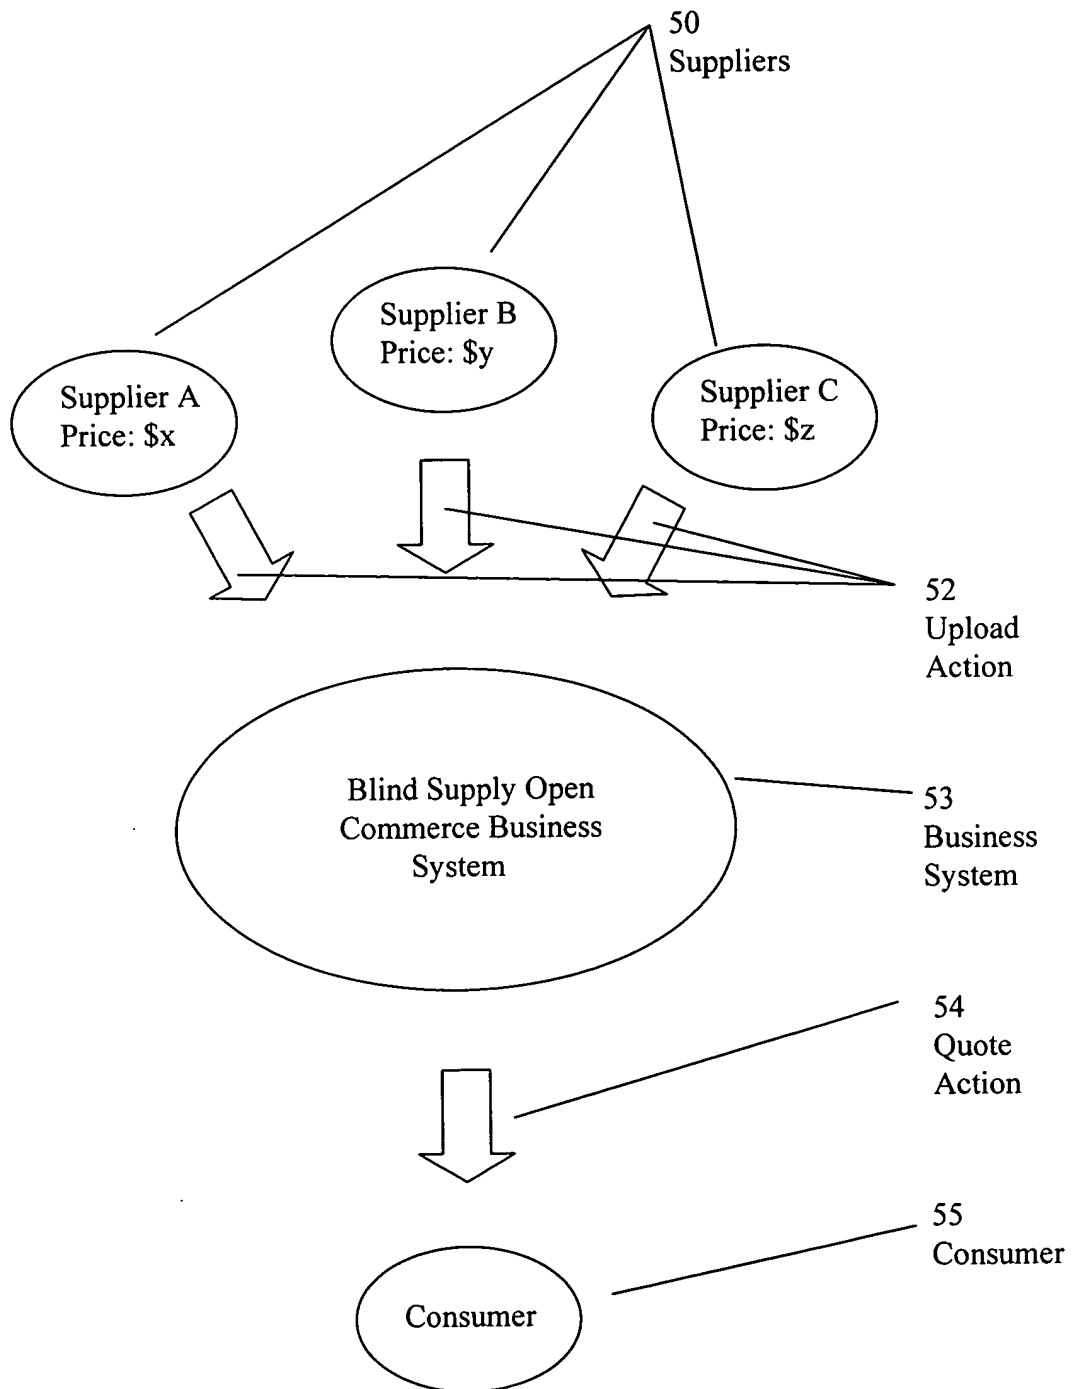 50
Suppliers
Supplier B
Price: $y
Supplier A
Price: $x
Supplier C
Price: $z
52
Upload
Action
Blind Supply Open
Commerce Business
System
53
Business
System
54
Quote
Action
55
Consumer
Consumer